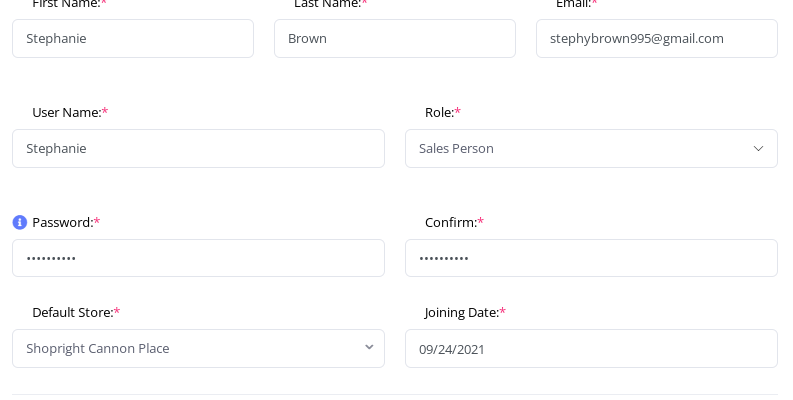 First Name:* Last Name:* Email:*
Stephanie Brown stephybrown995@gmail.com
User Name:* Role:*
Stephanie Sales Person
Password:* Confirm:*
•••••••••• ••••••••••
Default Store:* Joining Date:*
Shopright Cannon Place 09/24/2021